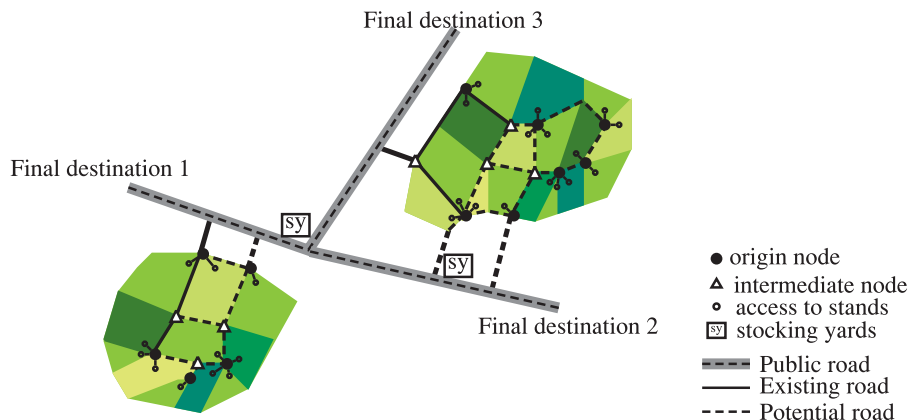 Final destination 3
Final destination 1
sy
sy
Final destination 2
origin node
intermediate node
access to stands
sy stocking yards
Public road
Existing road
Potential road